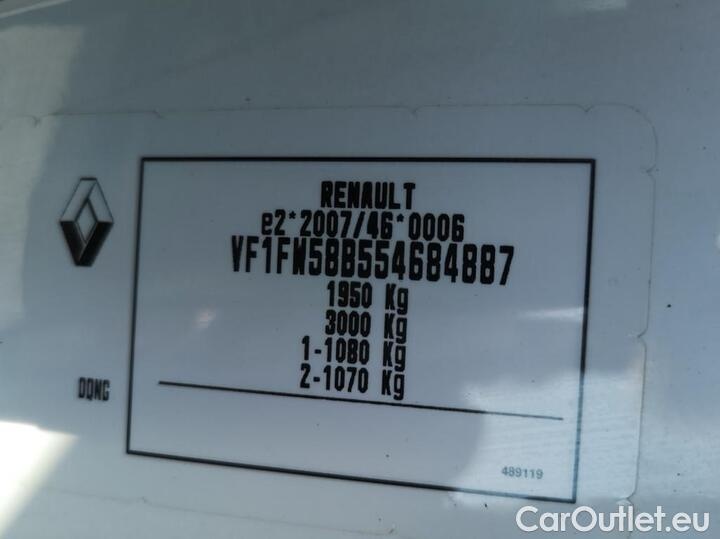 RENAULT
e2*2007/46*0006
VF1FW58B554684887
1950 Kg
3000 Kg
1-1080 Kg
2-1070 Kg
DQNG
489119
CarOutlet.eu